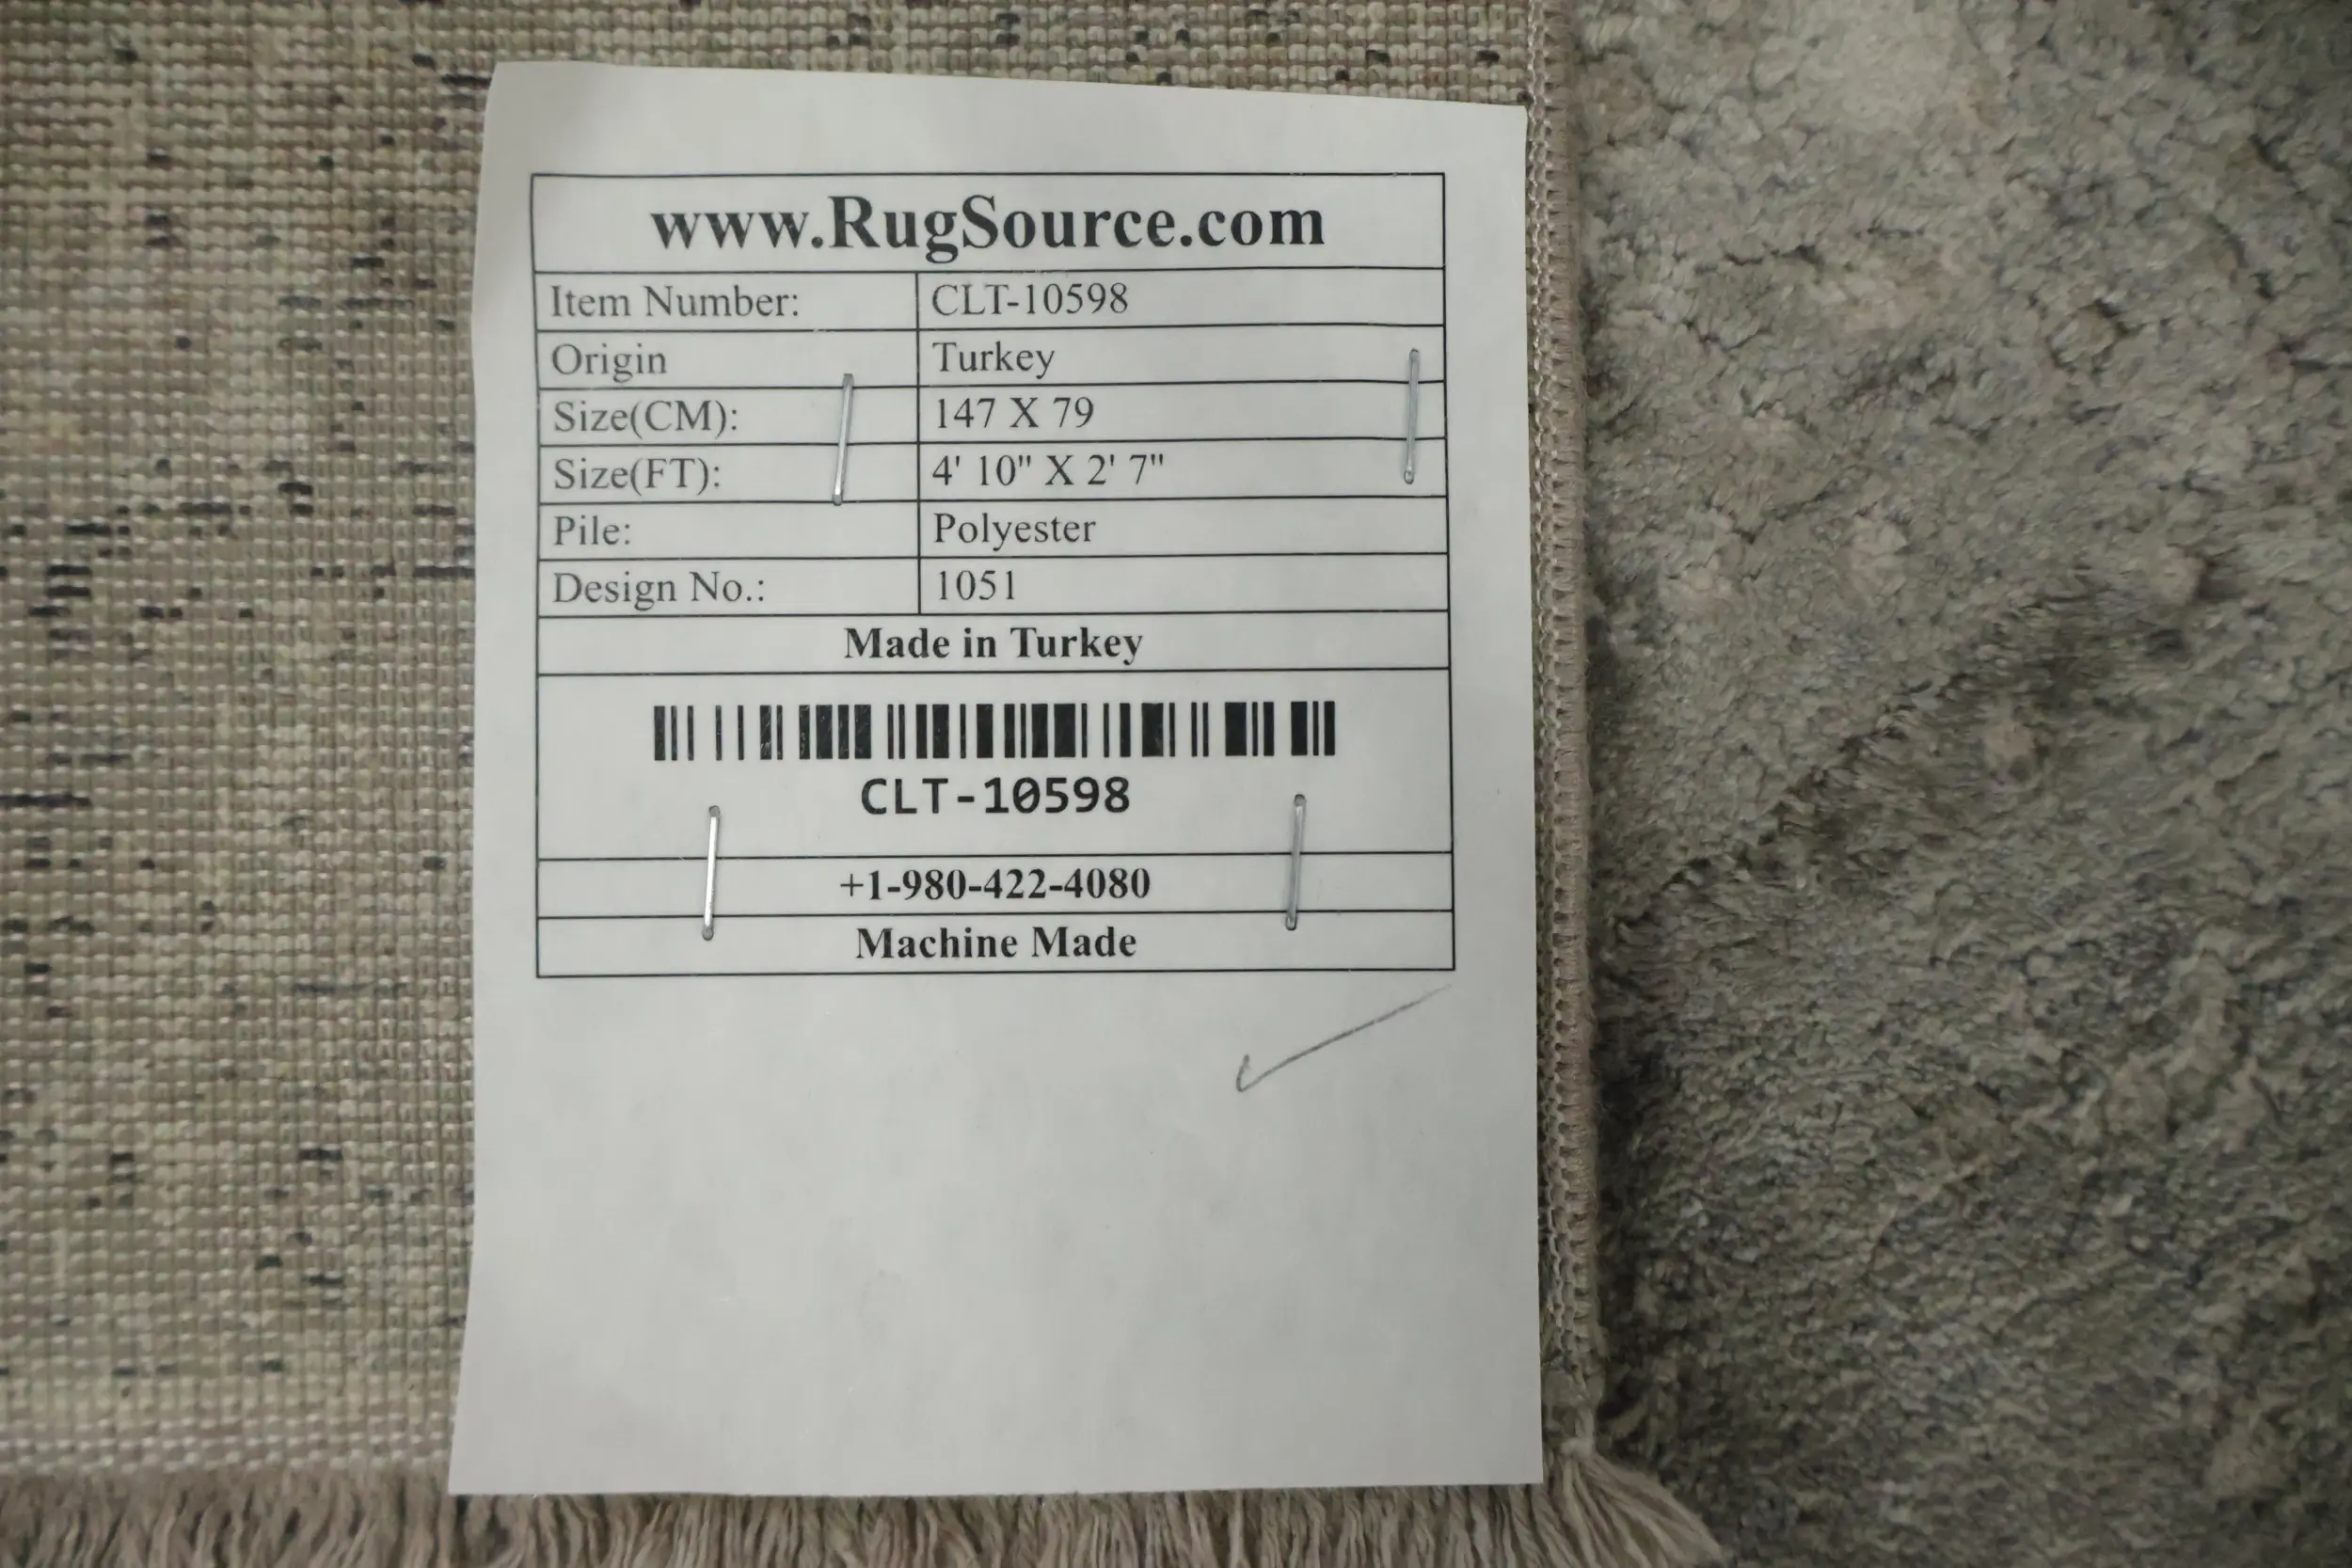 www.RugSource.com
Item Number: CLT-10598
Origin Turkey
Size(CM): 147 X 79
Size(FT): 4' 10" X 2' 7"
Pile: Polyester
Design No.: 1051
Made in Turkey
CLT-10598
+1-980-422-4080
Machine Made